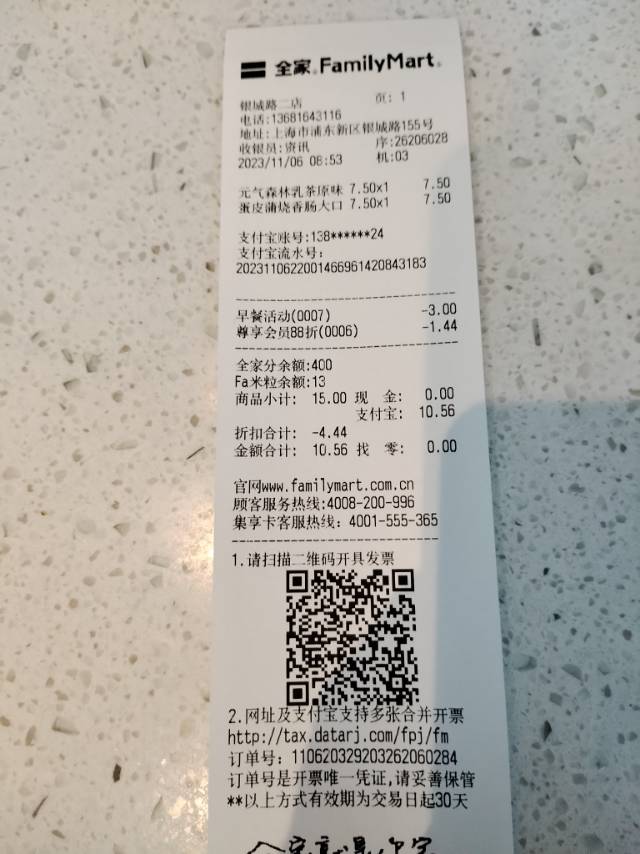 全家 FamilyMart
银城路二店 页: 1
电话:13681643116
地址:上海市浦东新区银城路155号
收银员:资讯 序:26206028
2023/11/06 08:53 机:03
元气森林乳茶原味 7.50x1 7.50
蛋皮蒲烧香肠大口 7.50x1 7.50
支付宝账号:138******24
支付宝流水号:
2023110622001466961420843183
早餐活动(0007) -3.00
尊享会员88折(0006) -1.44
全家分余额:400
Fa米粒余额:13
商品小计: 15.00 现 金: 0.00
支付宝: 10.56
折扣合计: -4.44
金额合计: 10.56 找 零: 0.00
官网www.familymart.com.cn
顾客服务热线:4008-200-996
集享卡客服热线: 4001-555-365
1.请扫描二维码开具发票
2.网址及支付宝支持多张合并开票
http://tax.datarj.com/fpj/fm
订单号: 110620329203262060284
订单号是开票唯一凭证,请妥善保管
**以上方式有效期为交易日起30天